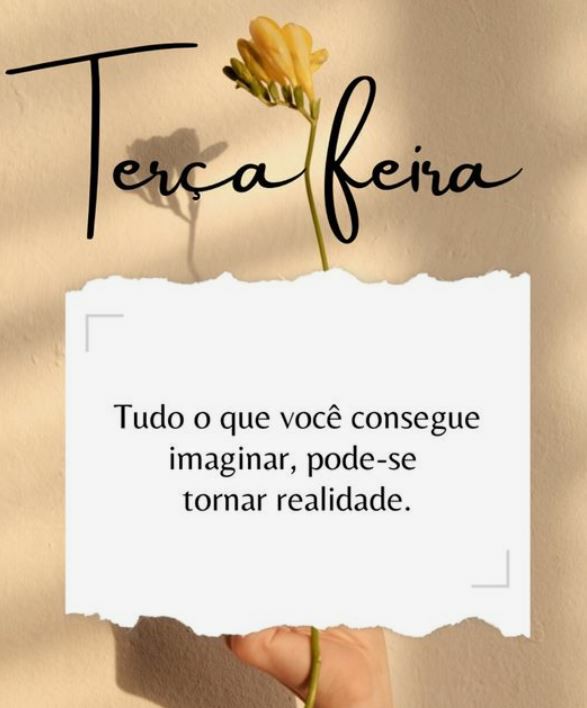 Terça feira
Tudo o que você consegue
imaginar, pode-se
tornar realidade.